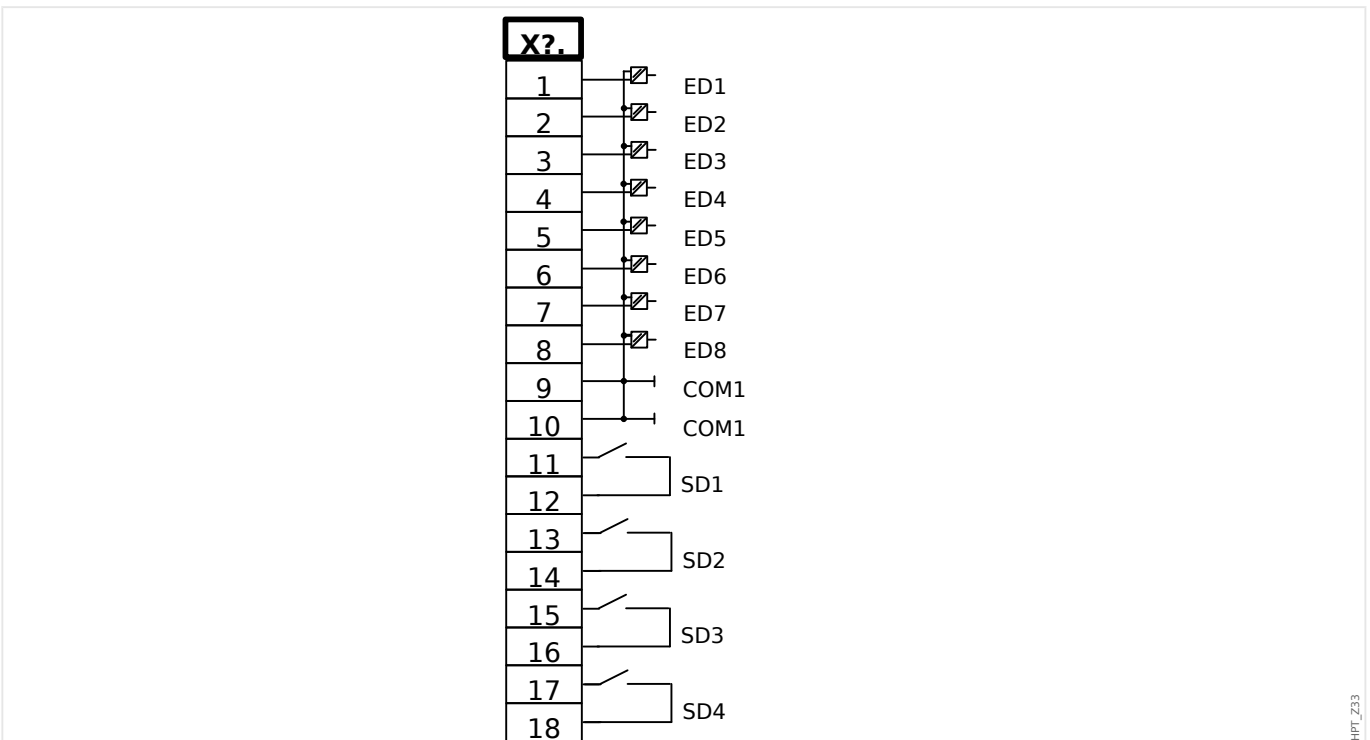 X?.
1 ED1
2 ED2
3 ED3
4 ED4
5 ED5
6 ED6
7 ED7
8 ED8
9 COM1
10 COM1
11
SD1
12
13
SD2
14
15
SD3
16
17
SD4
18
HPT_Z33